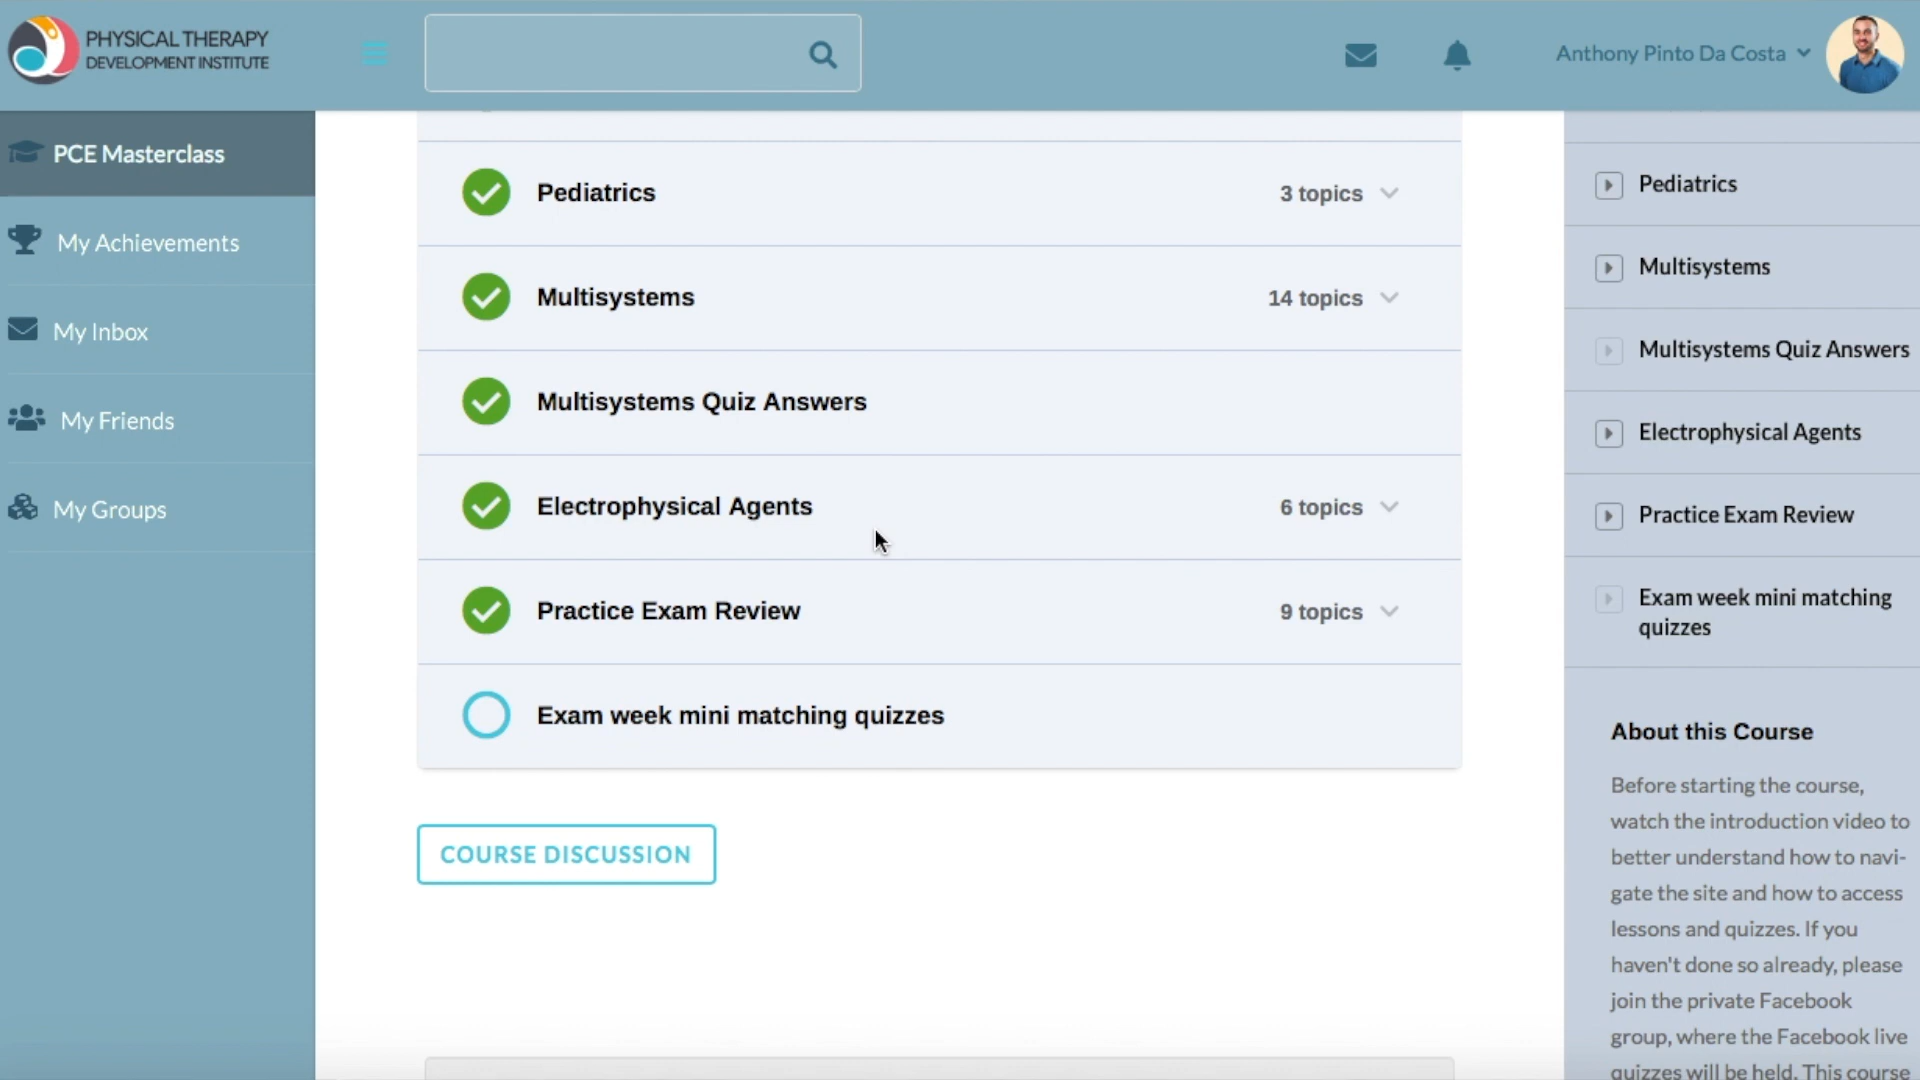 PHYSICAL THERAPY
DEVELOPMENT INSTITUTE
Anthony Pinto Da Costa
PCE Masterclass
My Achievements
My Inbox
My Friends
My Groups
Pediatrics
3 topics
Multisystems
14 topics
Multisystems Quiz Answers
Electrophysical Agents
6 topics
Practice Exam Review
9 topics
Exam week mini matching quizzes
COURSE DISCUSSION
Pediatrics
Multisystems
Multisystems Quiz Answers
Electrophysical Agents
Practice Exam Review
Exam week mini matching
quizzes
About this Course
Before starting the course,
watch the introduction video to
better understand how to navi-
gate the site and how to access
lessons and quizzes. If you
haven't done so already, please
join the private Facebook
group, where the Facebook live
quizzes will be held. This course